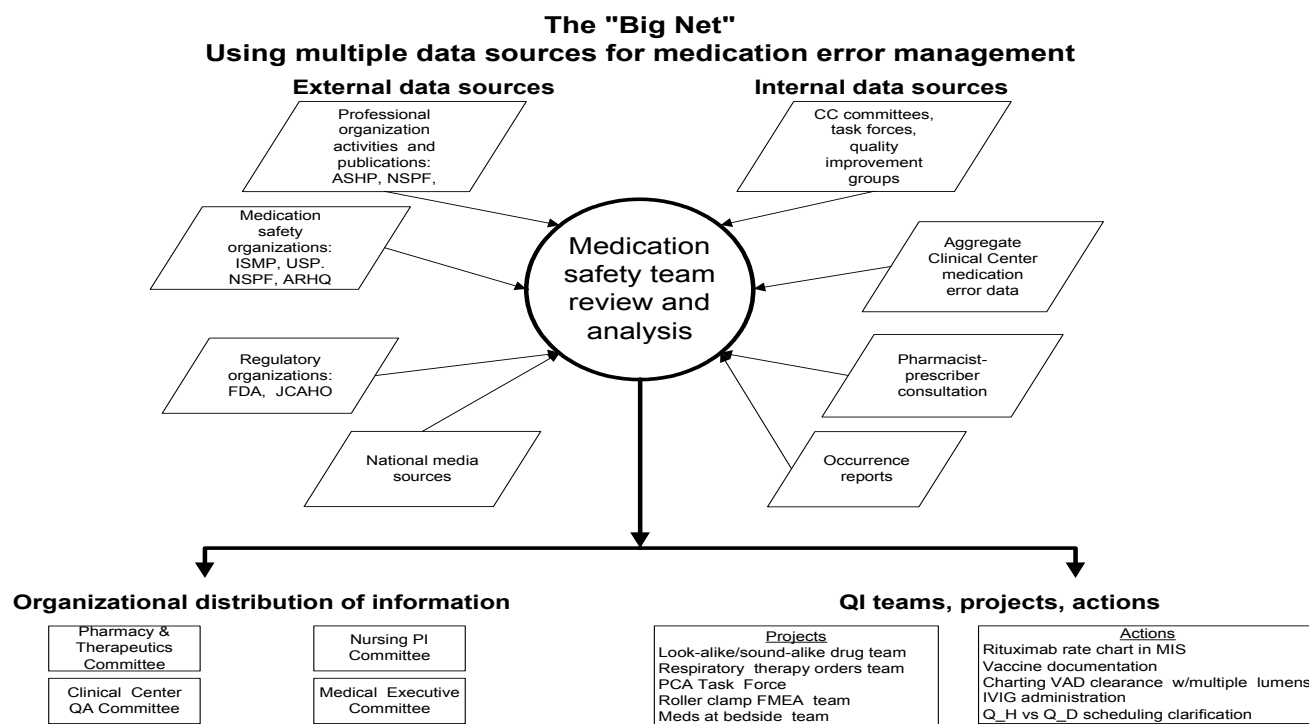 The "Big Net"
Using multiple data sources for medication error management
External data sources
Internal data sources
Professional
organization
activities and
publications:
ASHP, NSPF,
CC committees,
task forces,
quality
improvement
groups
Medication
safety
organizations:
ISMP, USP.
NSPF, ARHQ
Medication
safety team
review and
analysis
Aggregate
Clinical Center
medication
error data
Regulatory
organizations:
FDA, JCAHO
Pharmacist-
prescriber
consultation
National media
sources
Occurrence
reports
Organizational distribution of information
QI teams, projects, actions
Pharmacy &
Therapeutics
Committee
Nursing PI
Committee
Clinical Center
QA Committee
Medical Executive
Committee
Projects
Look-alike/sound-alike drug team
Respiratory therapy orders team
PCA Task Force
Roller clamp FMEA team
Meds at bedside team
Actions
Rituximab rate chart in MIS
Vaccine documentation
Charting VAD clearance w/multiple lumens
IVIG administration
Q_H vs Q_D scheduling clarification